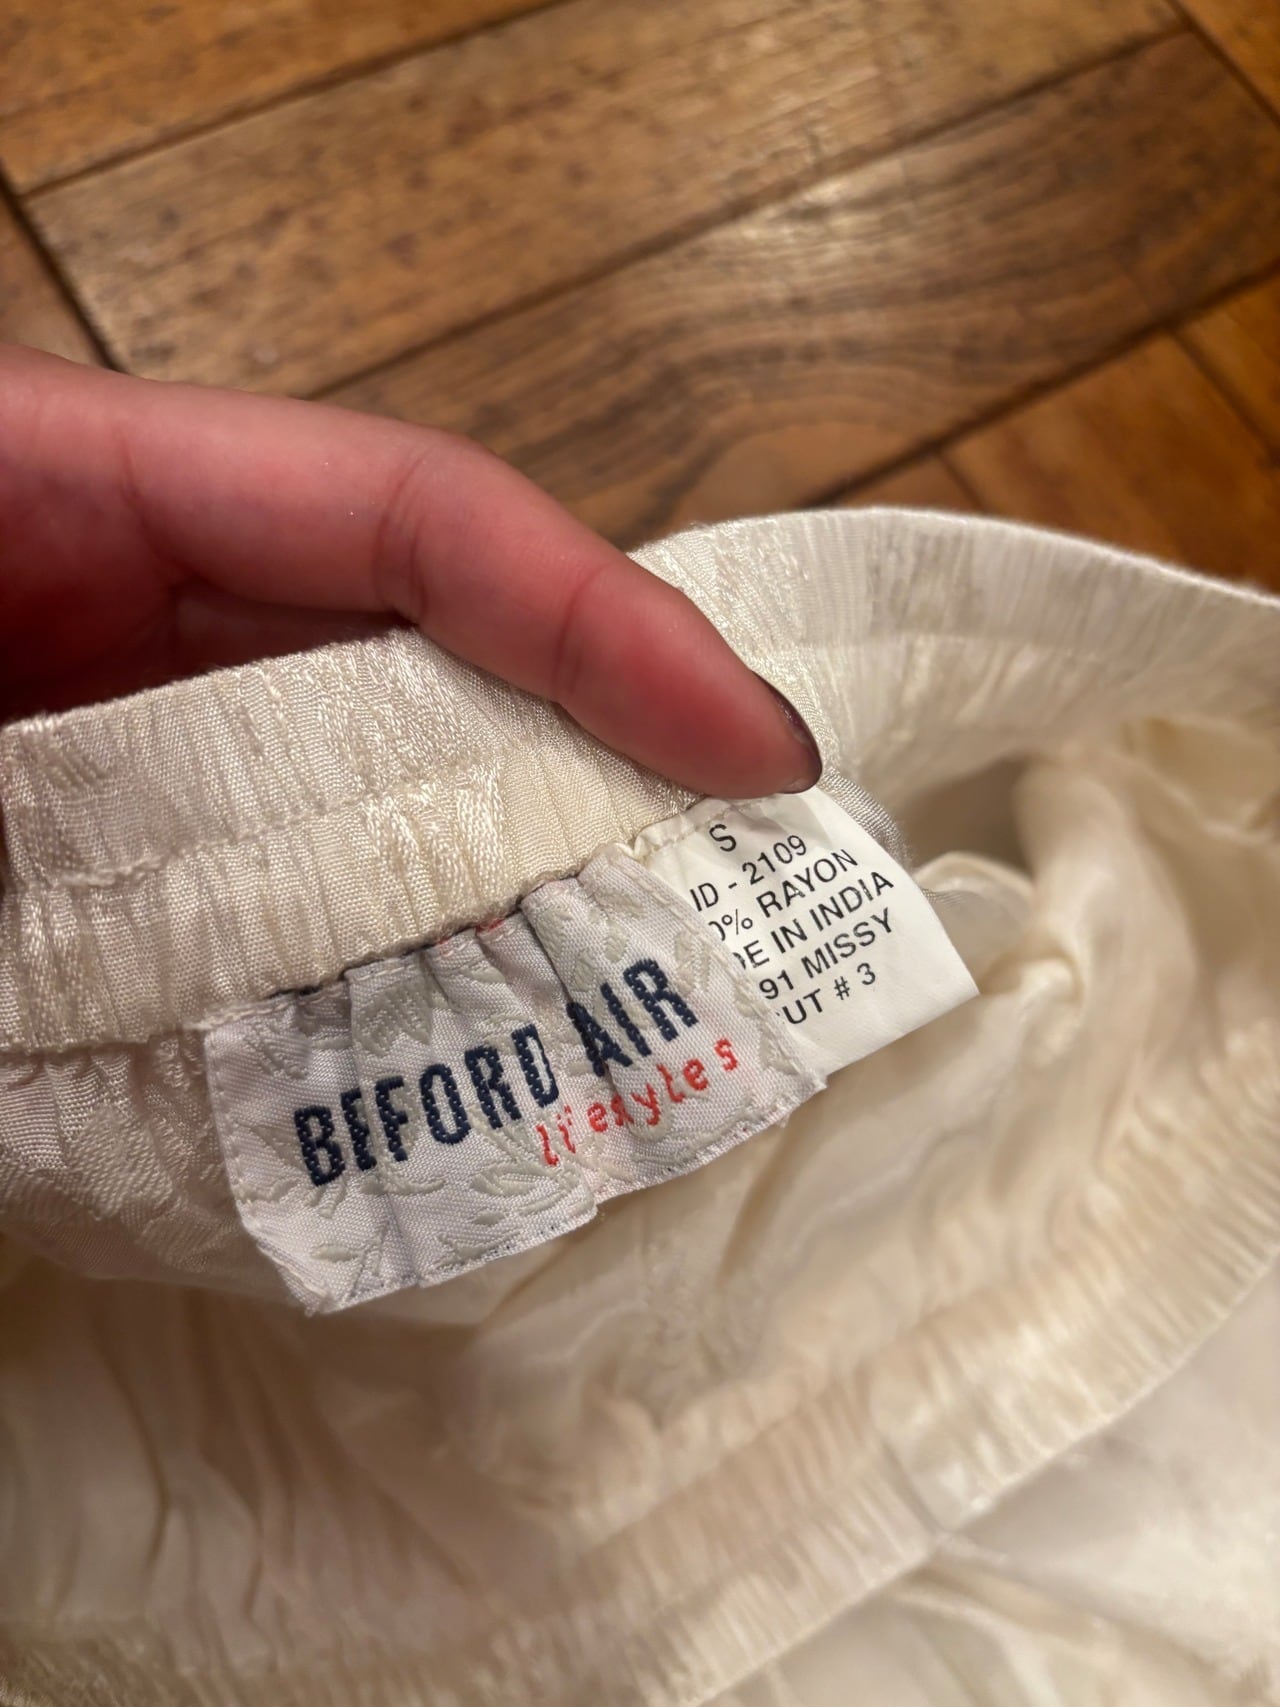 BEFORD AIR
lifestyles
S
ID - 2109
0% RAYON
DE IN INDIA
91 MISSY
UT # 3